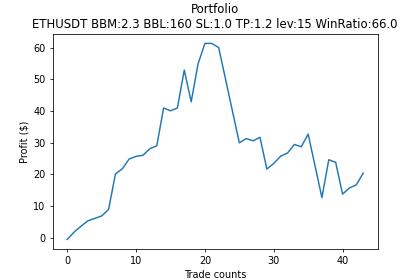 Portfolio
ETHUSDT BBM:2.3 BBL:160 SL:1.0 TP:1.2 lev:15 WinRatio:66.0
Profit ($)
60
50
40
30
20
10
0
0 10 20 30 40
Trade counts